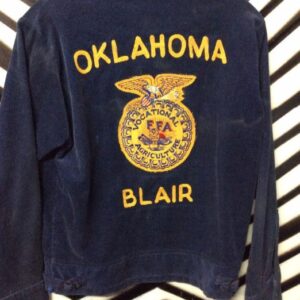 OKLAHOMA
VOCATIONAL
FFA
AGRICULTURE
BLAIR